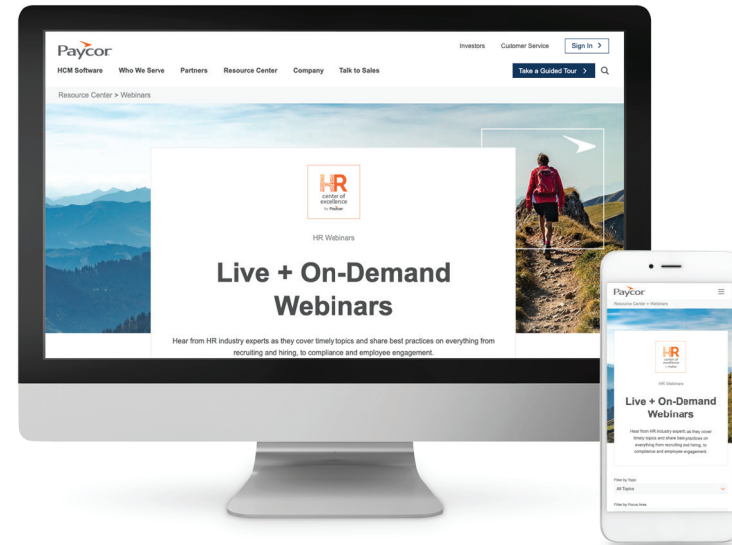 Paycor
Investors Customer Service Sign In >
HCM Software Who We Serve Partners Resource Center Company Talk to Sales Take a Guided Tour >
Resource Center > Webinars
HR
center of
excellence
by Paycor
HR Webinars
Live + On-Demand
Webinars
Hear from HR industry experts as they cover timely topics and share best practices on everything from
recruiting and hiring, to compliance and employee engagement.
Paycor
Resource Center > Webinars
HR
center of
excellence
by Paycor
HR Webinars
Live + On-Demand
Webinars
Hear from HR industry experts as they cover
timely topics and share best practices on
everything from recruiting and hiring, to
compliance and employee engagement.
Filter by Topic
All Topics
Filter by Focus Area